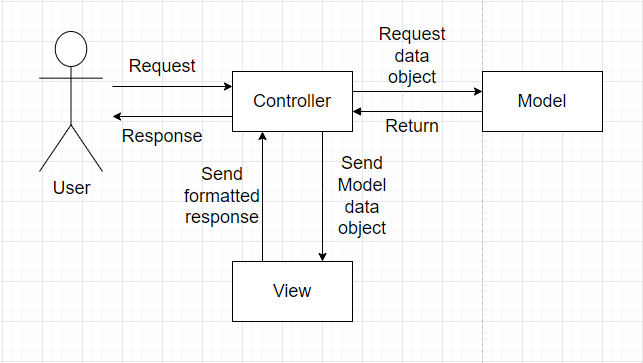 Request
Request
data
object
Controller
Model
Response
Return
User
Send
formatted
response
Send
Model
data
object
View